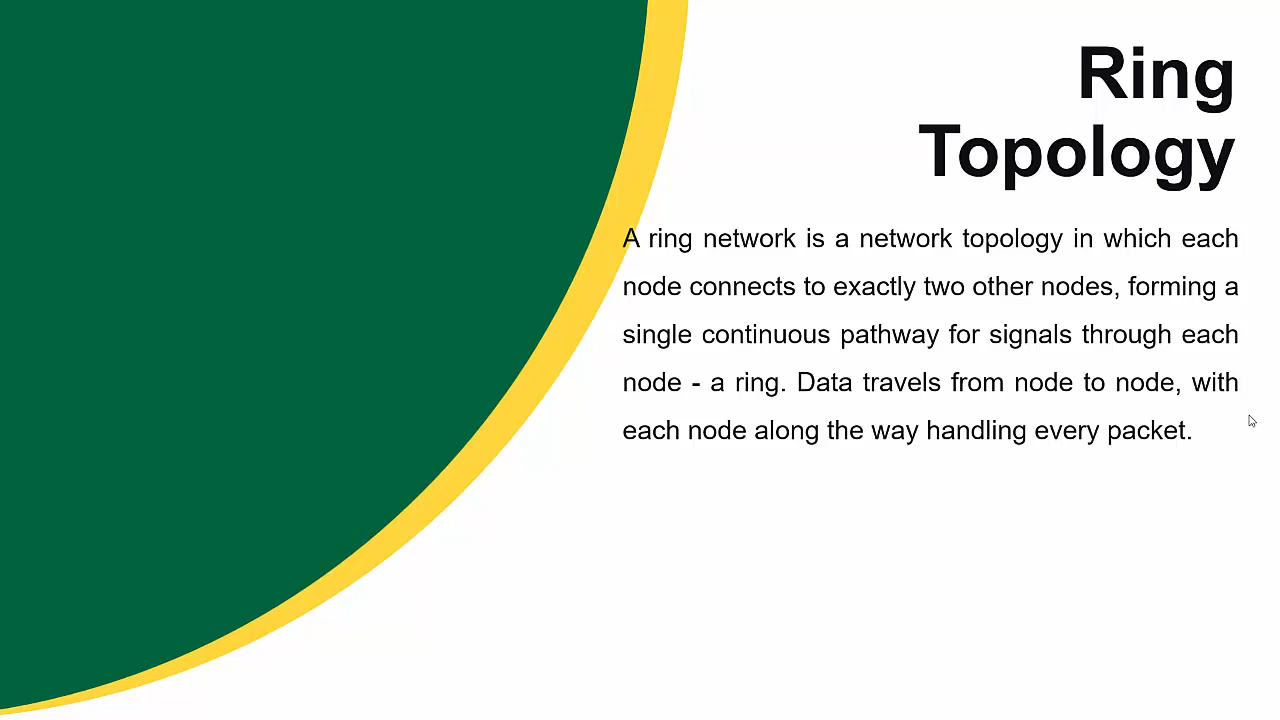 Ring
Topology
A ring network is a network topology in which each
node connects to exactly two other nodes, forming a
single continuous pathway for signals through each
node - a ring. Data travels from node to node, with
each node along the way handling every packet.